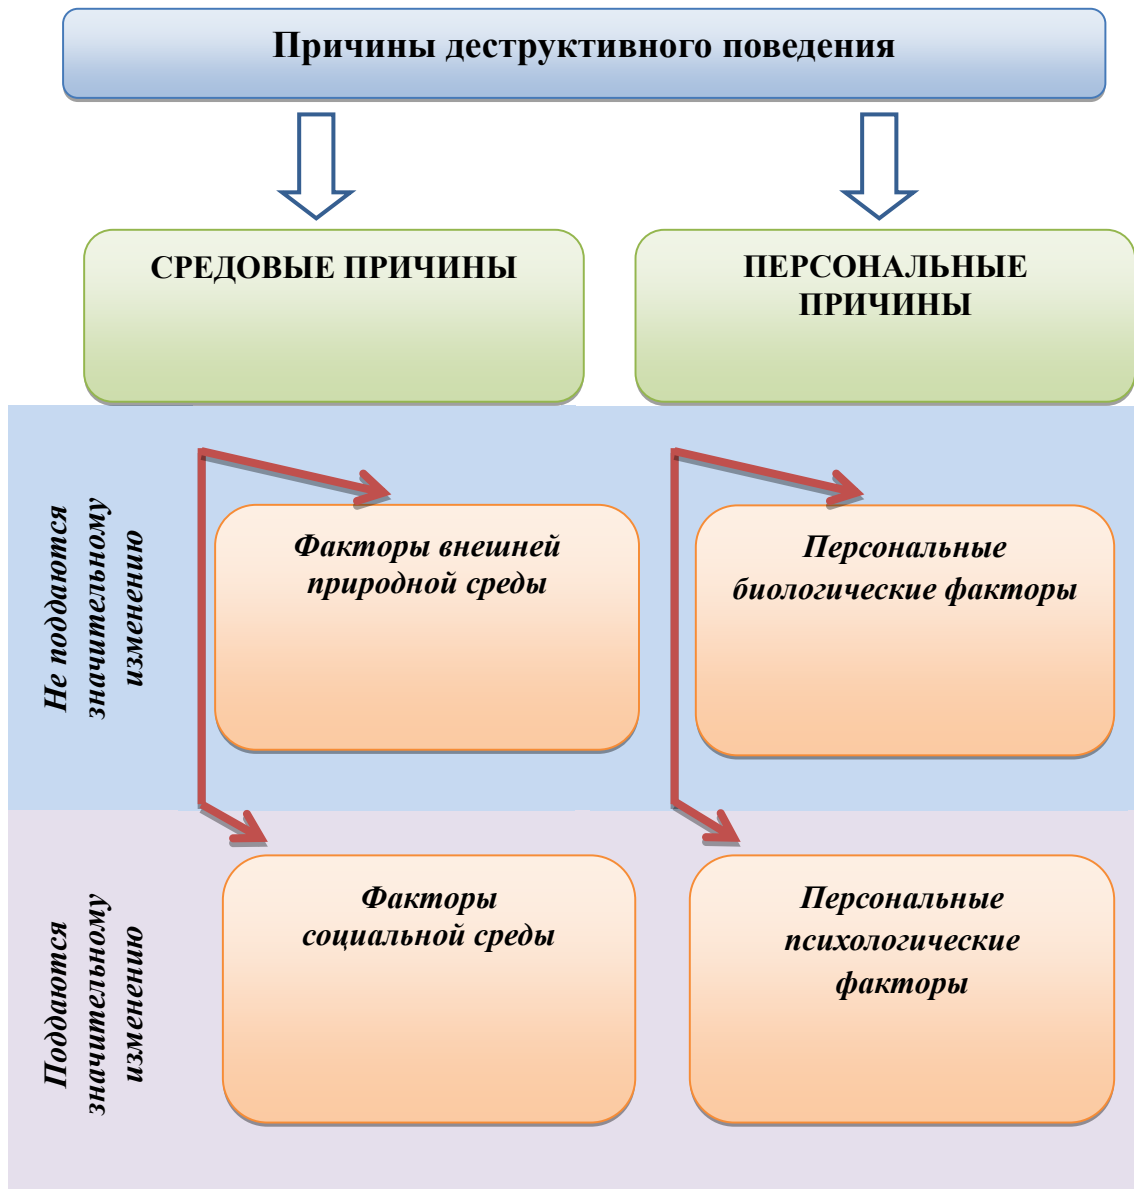 Причины деструктивного поведения
СРЕДОВЫЕ ПРИЧИНЫ
ПЕРСОНАЛЬНЫЕ
ПРИЧИНЫ
Не поддаются
значительному
изменению
Факторы внешней
природной среды
Персональные
биологические факторы
Поддаются
значительному
изменению
Факторы
социальной среды
Персональные
психологические
факторы